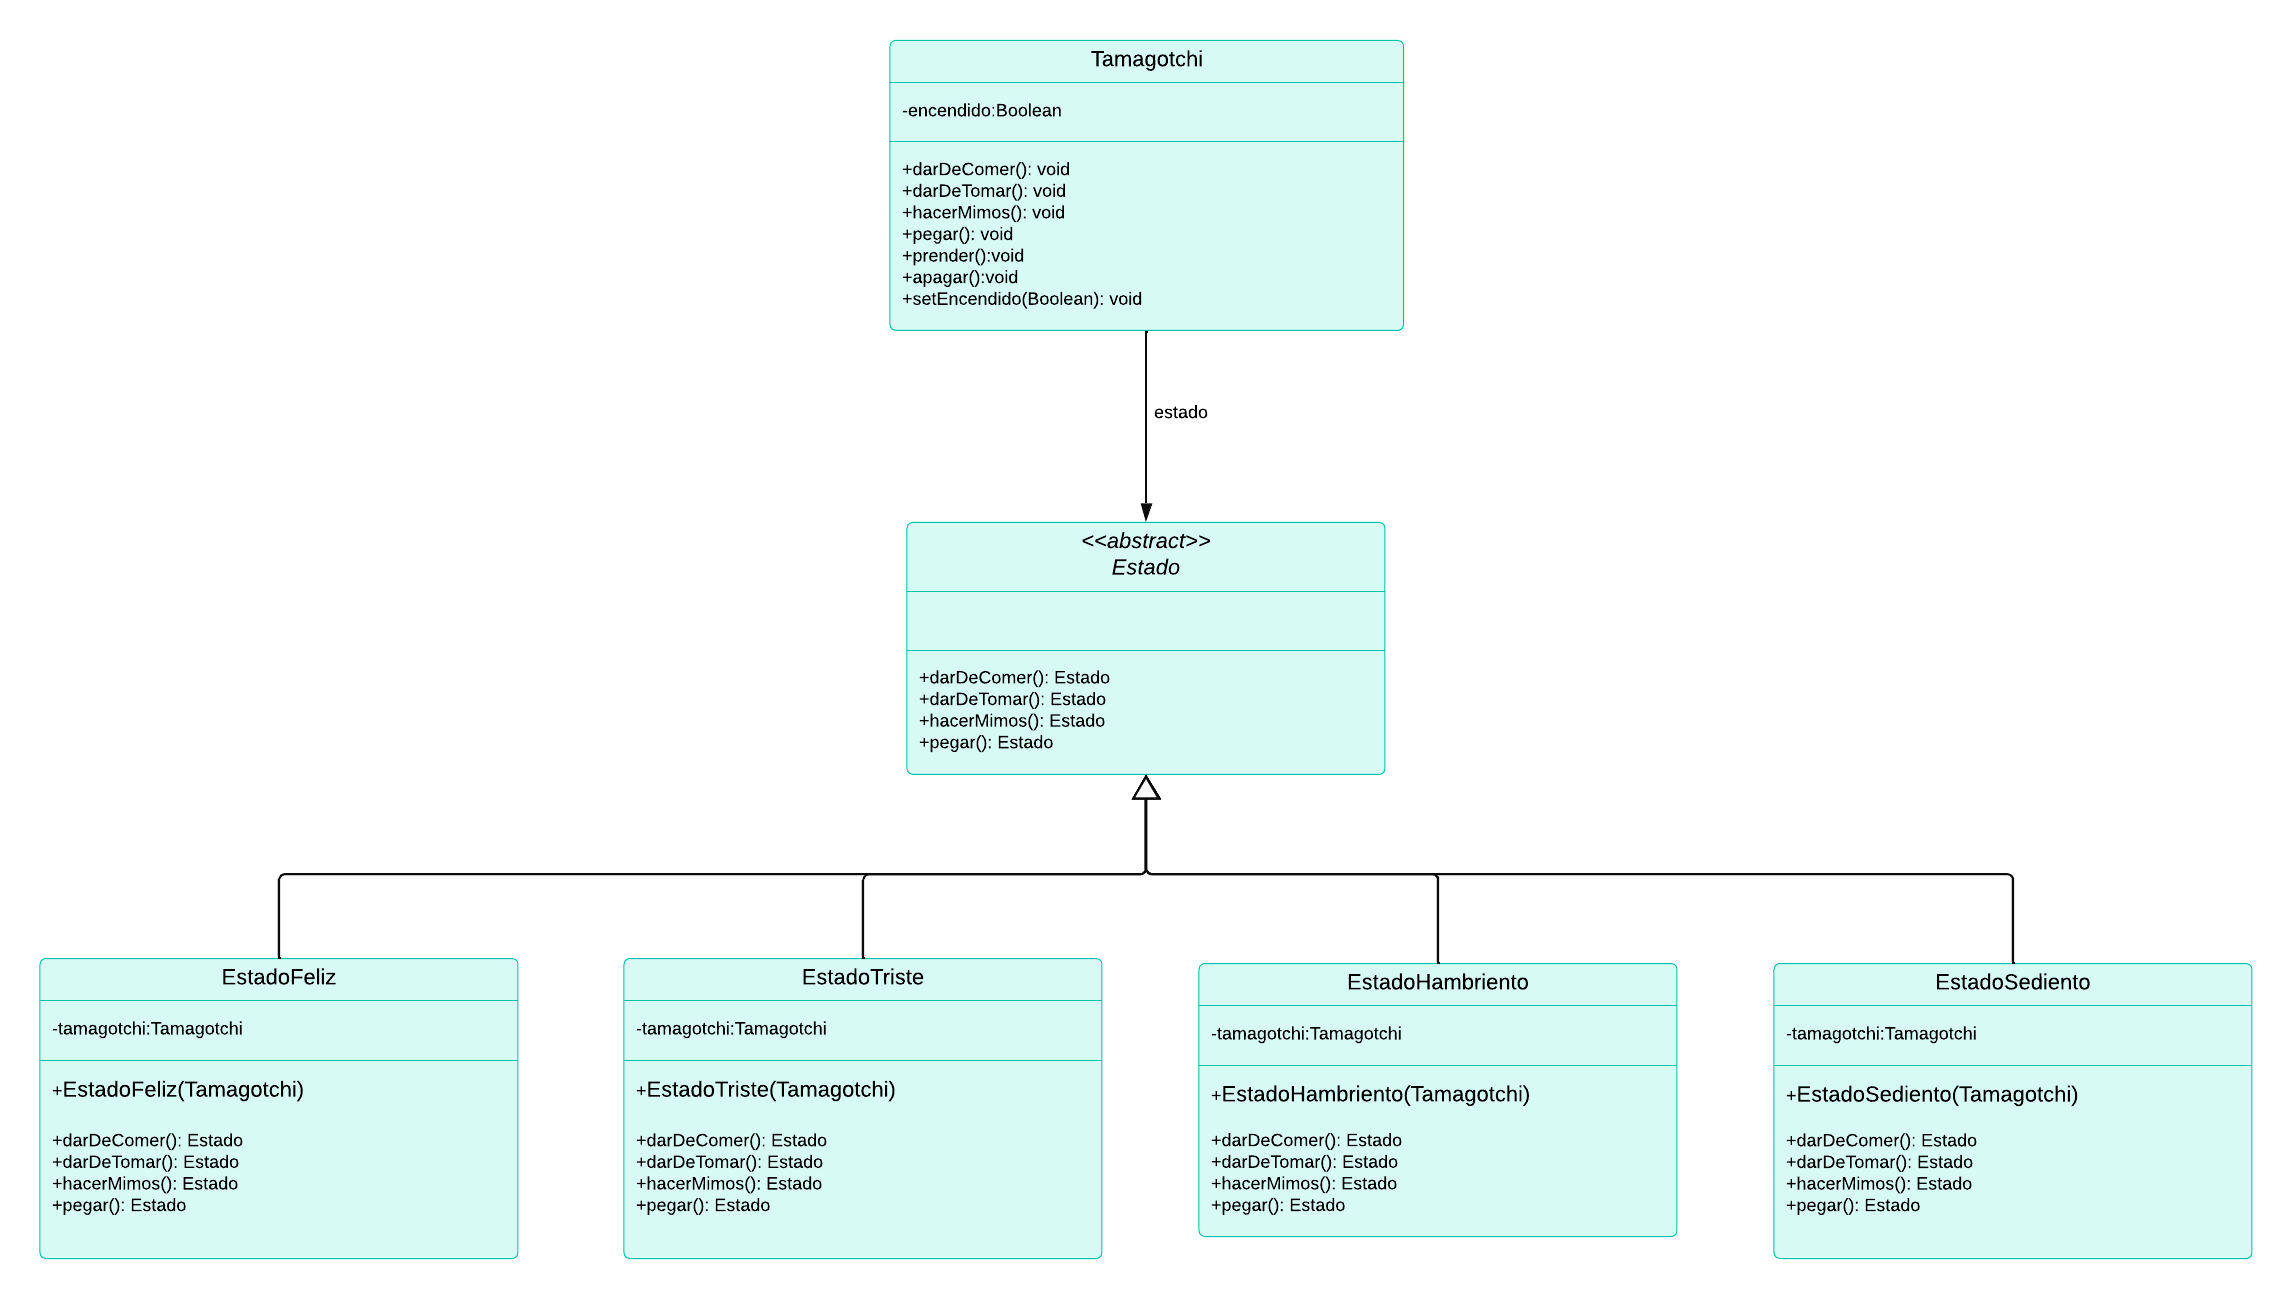 Tamagotchi
-encendido:Boolean
+darDeComer(): void
+darDeTomar(): void
+hacerMimos(): void
+pegar(): void
+prender():void
+apagar():void
+setEncendido(Boolean): void
estado
<<abstract>>
Estado
+darDeComer(): Estado
+darDeTomar(): Estado
+hacerMimos(): Estado
+pegar(): Estado
EstadoFeliz
-tamagotchi:Tamagotchi
+EstadoFeliz(Tamagotchi)
+darDeComer(): Estado
+darDeTomar(): Estado
+hacerMimos(): Estado
+pegar(): Estado
EstadoTriste
-tamagotchi:Tamagotchi
+EstadoTriste(Tamagotchi)
+darDeComer(): Estado
+darDeTomar(): Estado
+hacerMimos(): Estado
+pegar(): Estado
EstadoHambriento
-tamagotchi:Tamagotchi
+EstadoHambriento(Tamagotchi)
+darDeComer(): Estado
+darDeTomar(): Estado
+hacerMimos(): Estado
+pegar(): Estado
EstadoSediento
-tamagotchi:Tamagotchi
+EstadoSediento(Tamagotchi)
+darDeComer(): Estado
+darDeTomar(): Estado
+hacerMimos(): Estado
+pegar(): Estado